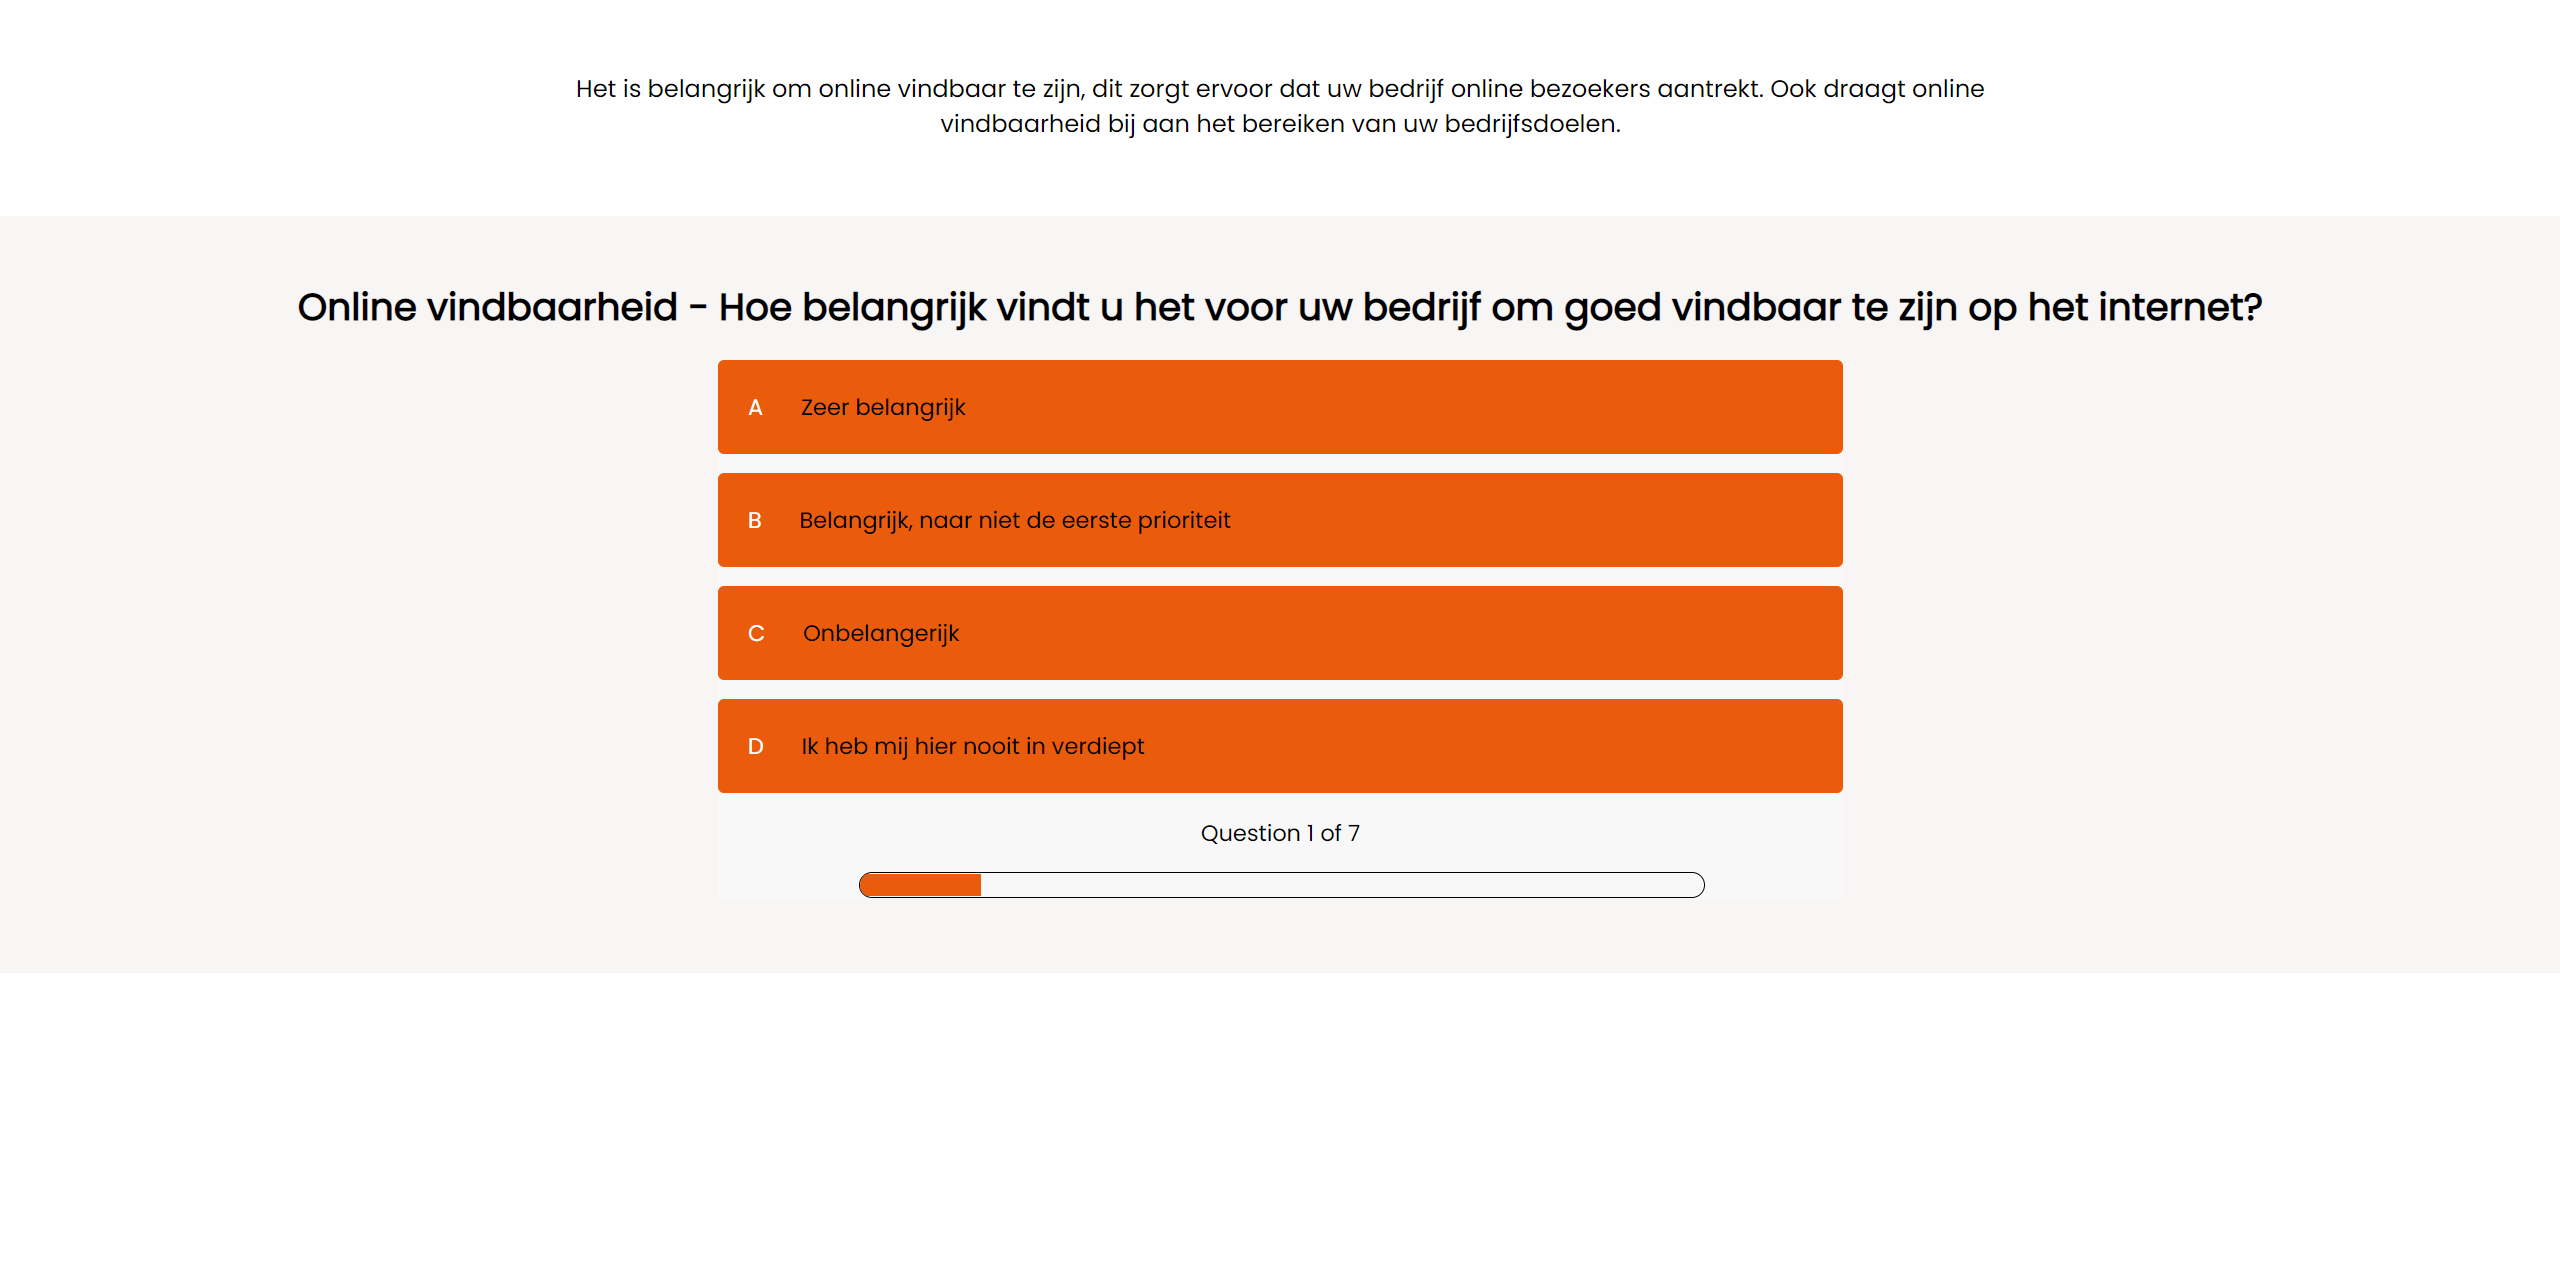 Het is belangrijk om online vindbaar te zijn, dit zorgt ervoor dat uw bedrijf online bezoekers aantrekt. Ook draagt online
vindbaarheid bij aan het bereiken van uw bedrijfsdoelen.
Online vindbaarheid - Hoe belangrijk vindt u het voor uw bedrijf om goed vindbaar te zijn op het internet?
A Zeer belangrijk
B Belangrijk, naar niet de eerste prioriteit
C Onbelangerijk
D Ik heb mij hier nooit in verdiept
Question 1 of 7